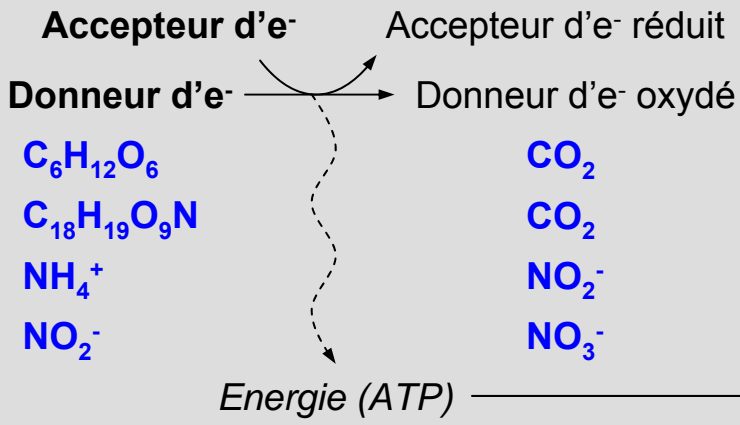 Accepteur d'e⁻ Accepteur d'e⁻ réduit
Donneur d'e⁻ Donneur d'e⁻ oxydé
C₆H₁₂O₆ CO₂
C₁₈H₁₉O₉N CO₂
NH₄⁺ NO₂⁻
NO₂⁻ NO₃⁻
Energie (ATP)